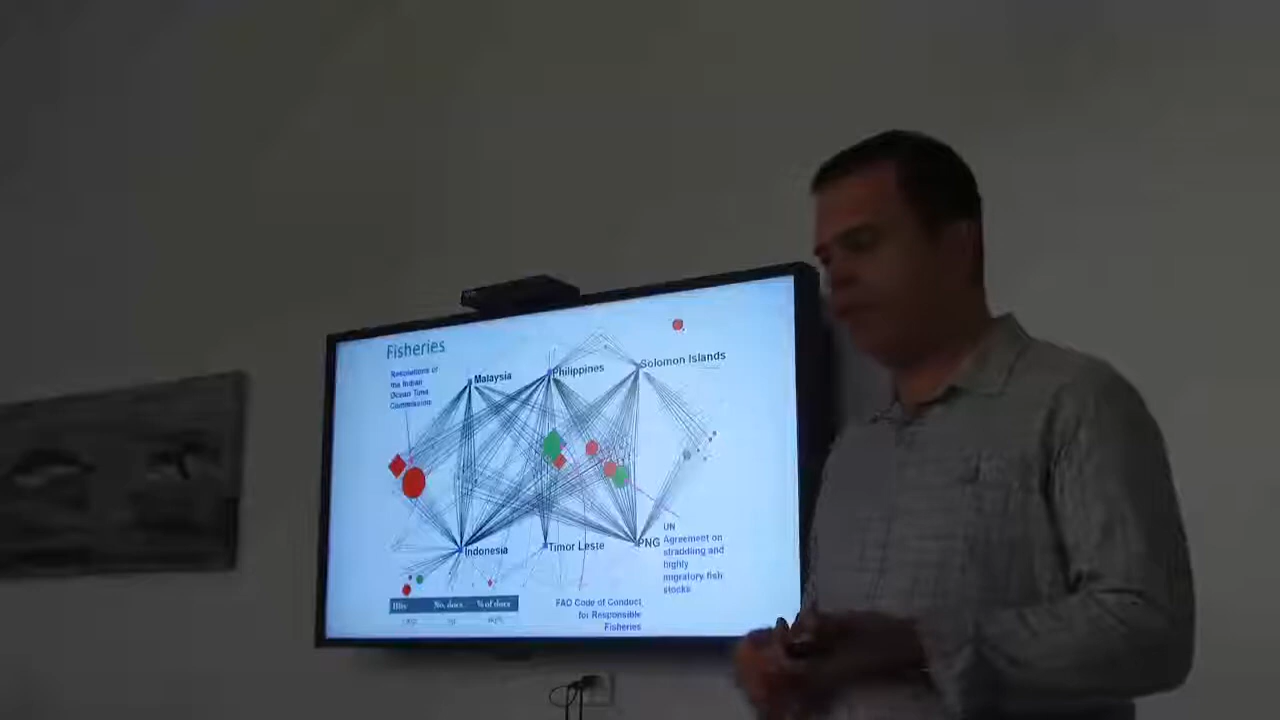 Fisheries
Resolutions of
the Indian
Ocean Tuna
Commission
Malaysia
Philippines
Solomon Islands
Indonesia
Timor Leste
PNG
UN
Agreement on
straddling and
highly
migratory fish
stocks
FAO Code of Conduct
for Responsible
Fisheries
No. docs
% of docs